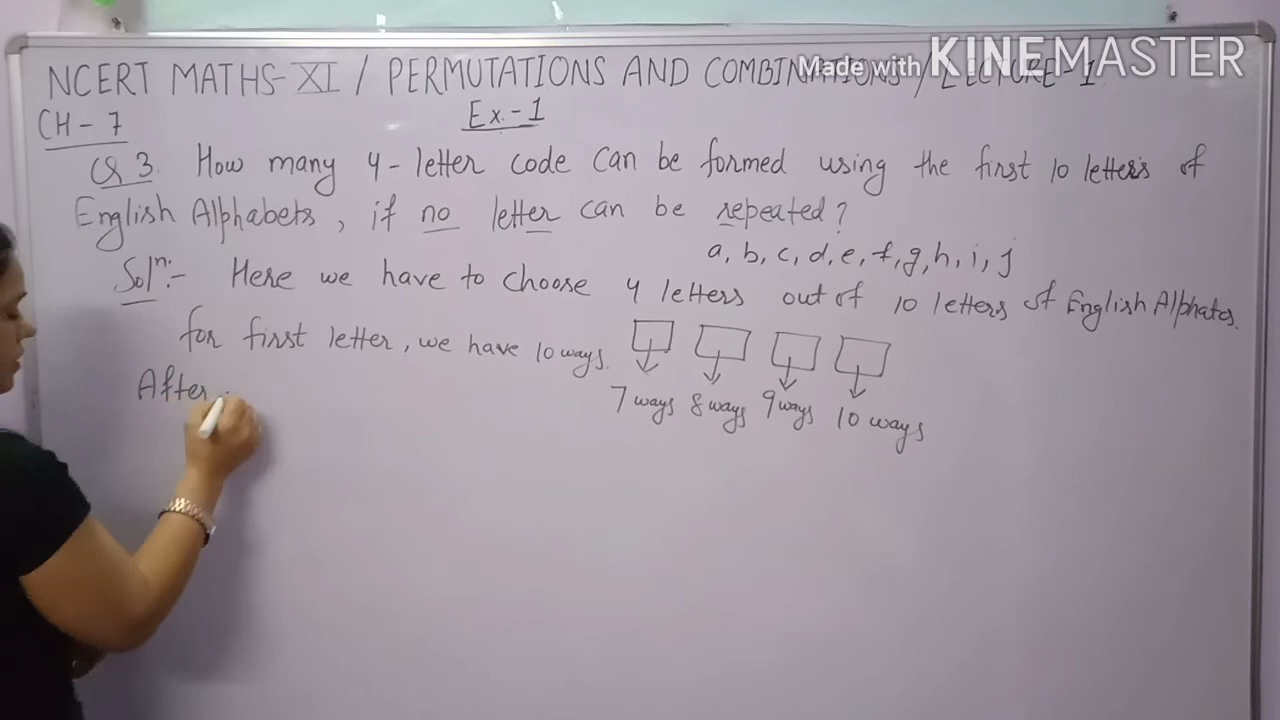 Made with KINEMASTER
NCERT MATHS-XI / PERMUTATIONS AND COMBINATIONS / LECTURE-1
CH-7
Ex.-1
Q 3. How many 4-letter code can be formed using the first 10 letters of
English Alphabets, if no letter can be repeated?
a, b, c, d, e, f, g, h, i, j
Solⁿ:- Here we have to choose 4 letters out of 10 letters of English Alphates.
for first letter, we have 10 ways.
After
7 ways 8 ways 9 ways 10 ways